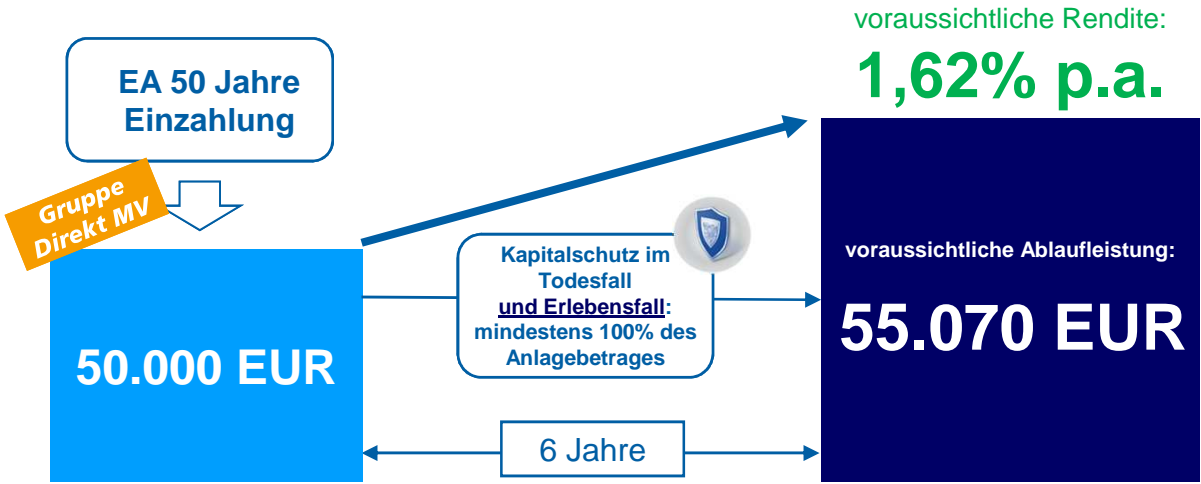 voraussichtliche Rendite:
1,62% p.a.
EA 50 Jahre
Einzahlung
Gruppe
Direkt MV
Kapitalschutz im
Todesfall
und Erlebensfall:
mindestens 100% des
Anlagebetrages
voraussichtliche Ablaufleistung:
55.070 EUR
50.000 EUR
6 Jahre